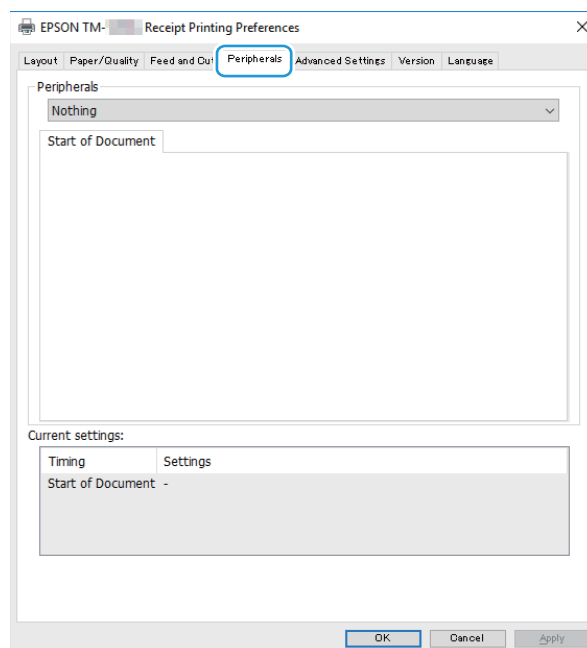 EPSON TM- Receipt Printing Preferences
Layout Paper/Quality Feed and Cut Peripherals Advanced Settings Version Language
Peripherals
Nothing
Start of Document
Current settings:
Timing Settings
Start of Document -
OK Cancel Apply